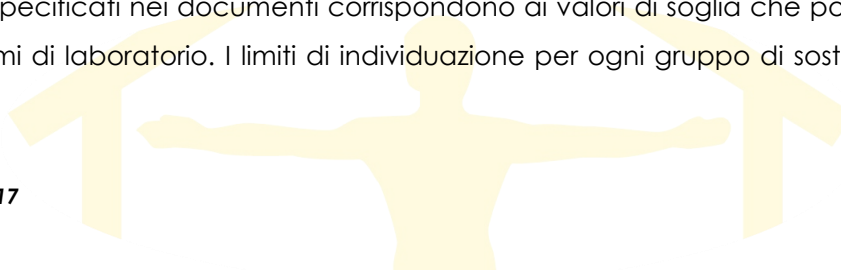 pecificati nei documenti corrispondono ai valori di soglia che po
mi di laboratorio. I limiti di individuazione per ogni gruppo di sost
17